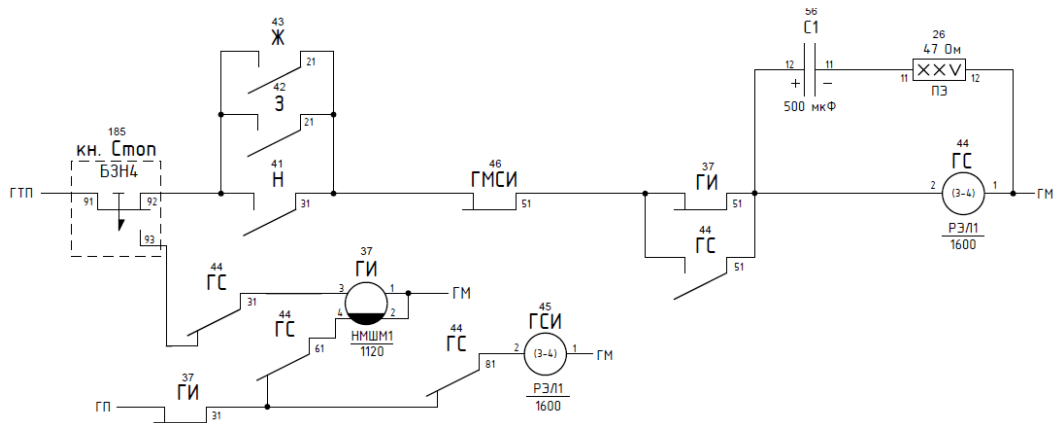 43
Ж
21
42
З
21
185
кн. Стоп
БЗН4
ГТП
91
92
93
41
Н
31
46
ГМСИ
51
37
ГИ
51
44
ГС
51
56
С1
12
11
+
–
500 мкФ
26
47 Ом
11
12
ПЭ
44
ГС
2
(3-4)
1
ГМ
РЭЛ1
1600
44
ГС
31
37
ГИ
3
1
4
2
ГМ
НМШМ1
1120
44
ГС
61
44
ГС
81
45
ГСИ
2
(3-4)
1
ГМ
РЭЛ1
1600
37
ГИ
ГП
31